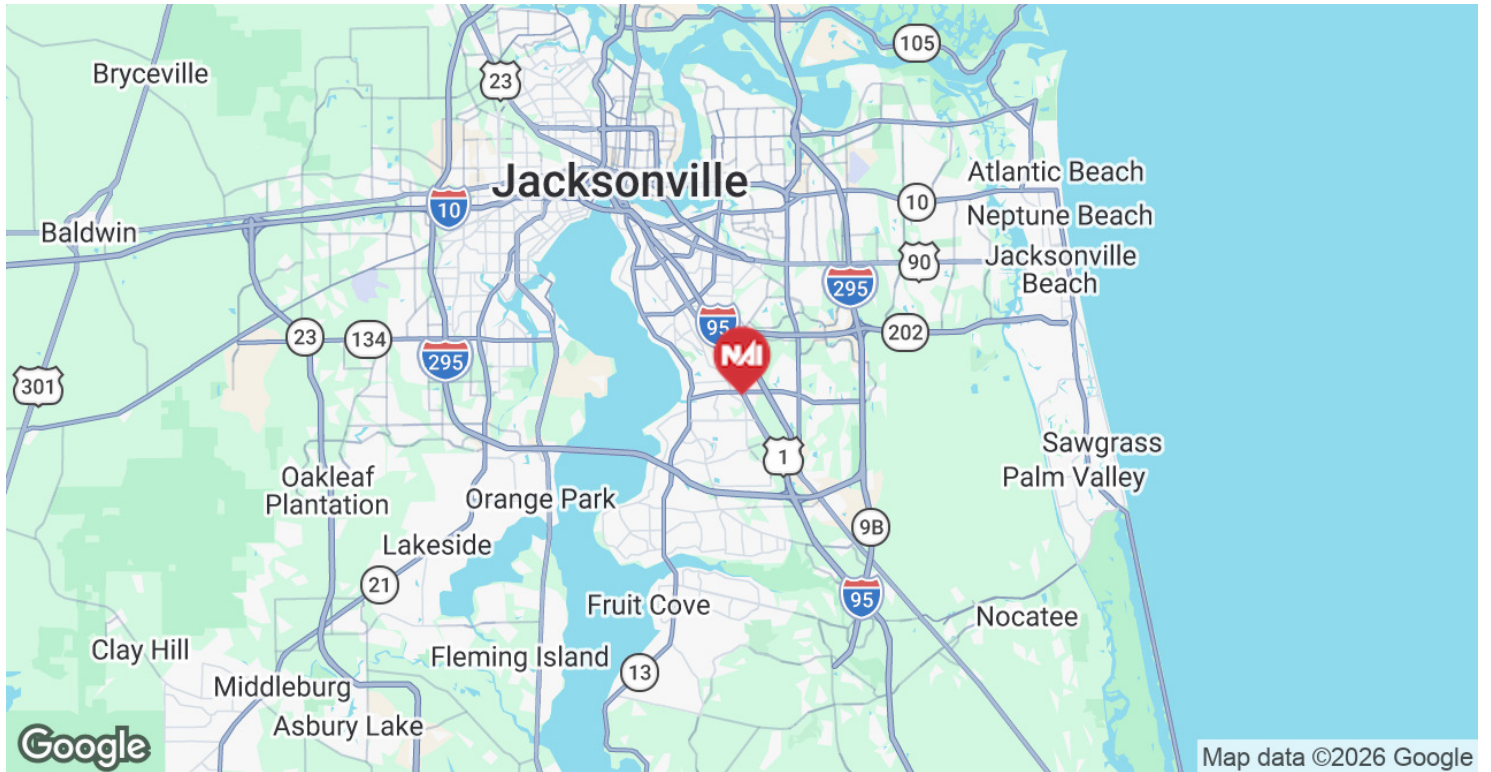 105
Bryceville
23
Jacksonville
Atlantic Beach
10
10
Neptune Beach
Baldwin
90
Jacksonville
Beach
295
95
202
23
134
NAI
295
301
Sawgrass
1
Palm Valley
Oakleaf
Plantation
Orange Park
9B
Lakeside
21
95
Fruit Cove
Nocatee
Clay Hill
Fleming Island
13
Middleburg
Asbury Lake
Google
Map data ©2026 Google